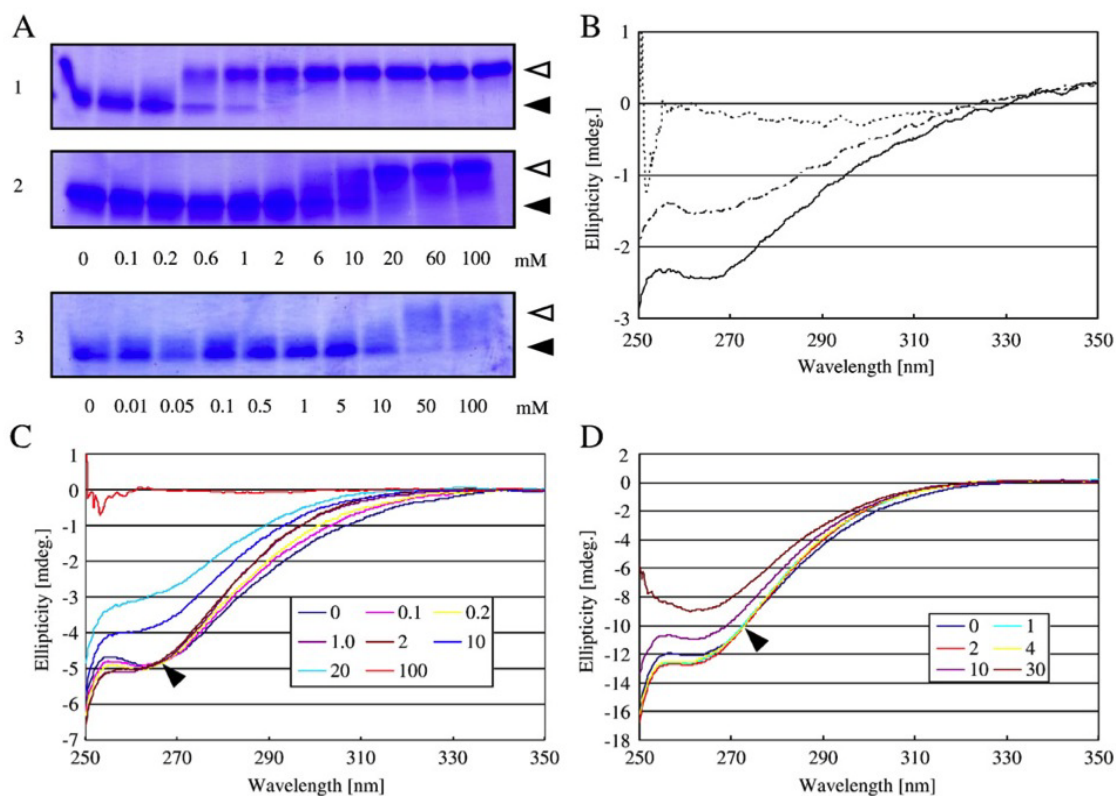 A
1
2
0 0.1 0.2 0.6 1 2 6 10 20 60 100 mM
3
0 0.01 0.05 0.1 0.5 1 5 10 50 100 mM
B
Ellipticity [mdeg.]
1
0
-1
-2
-3
250 270 290 310 330 350
Wavelength [nm]
C
Ellipticity [mdeg.]
1
0
-1
-2
-3
-4
-5
-6
-7
0 0.1 0.2
1.0 2 10
20 100
250 270 290 310 330 350
Wavelength [nm]
D
Ellipticity [mdeg.]
2
0
-2
-4
-6
-8
-10
-12
-14
-16
-18
0 1
2 4
10 30
250 270 290 310 330 350
Wavelength [nm]